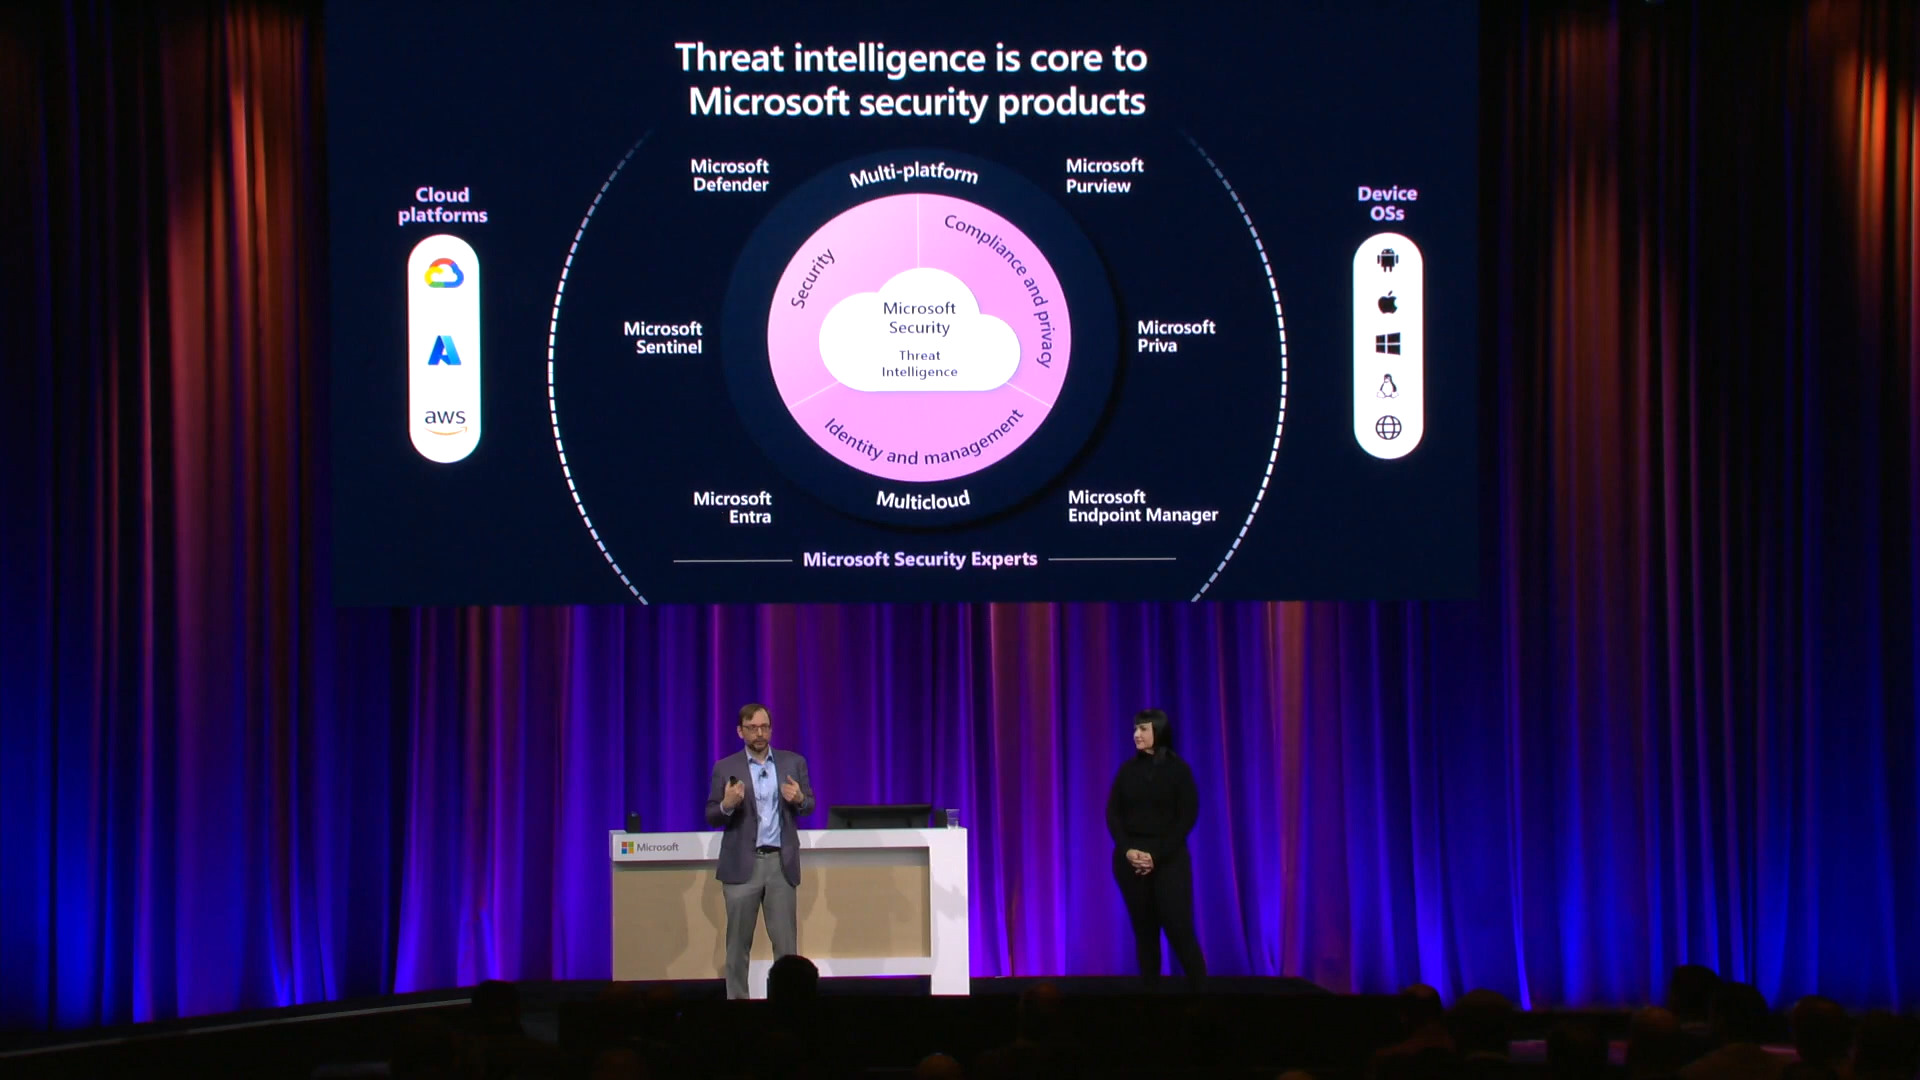 Threat intelligence is core to
Microsoft security products
Cloud
platforms
aws
Microsoft
Defender
Microsoft
Sentinel
Microsoft
Entra
Multi-platform
Security
Compliance and privacy
Identity and management
Microsoft
Security
Threat
Intelligence
Multicloud
Microsoft
Purview
Microsoft
Priva
Microsoft
Endpoint Manager
Device
OSs
Microsoft Security Experts
Microsoft